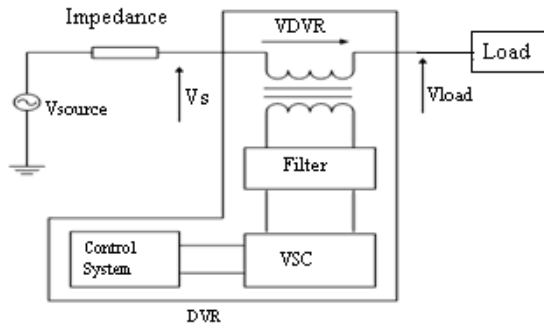 Impedance
VDVR
Load
Vs
Vsource
Vload
Filter
Control
System
VSC
DVR